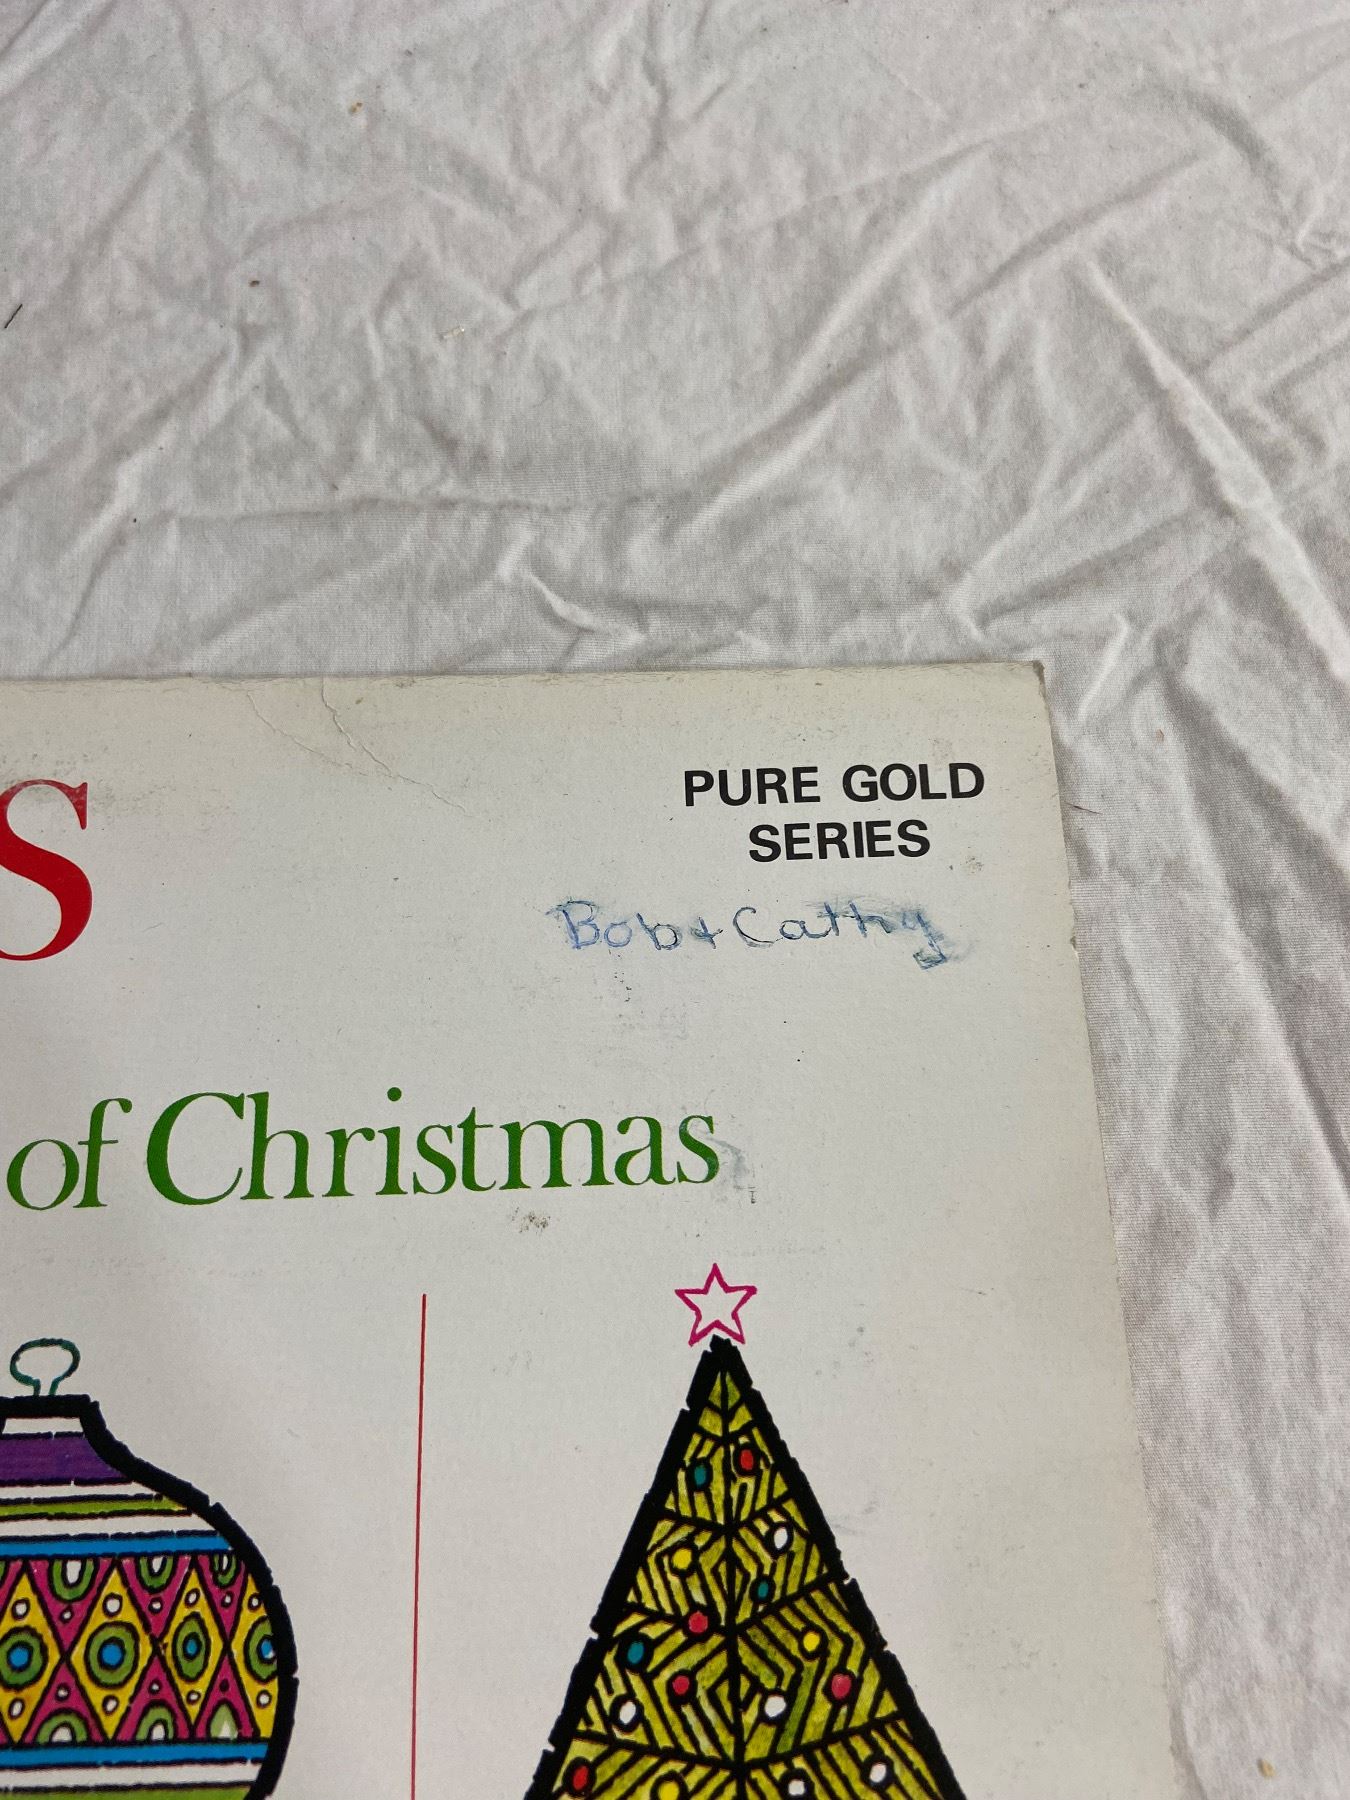 PURE GOLD
SERIES
S
Bob + Cathy
of Christmas